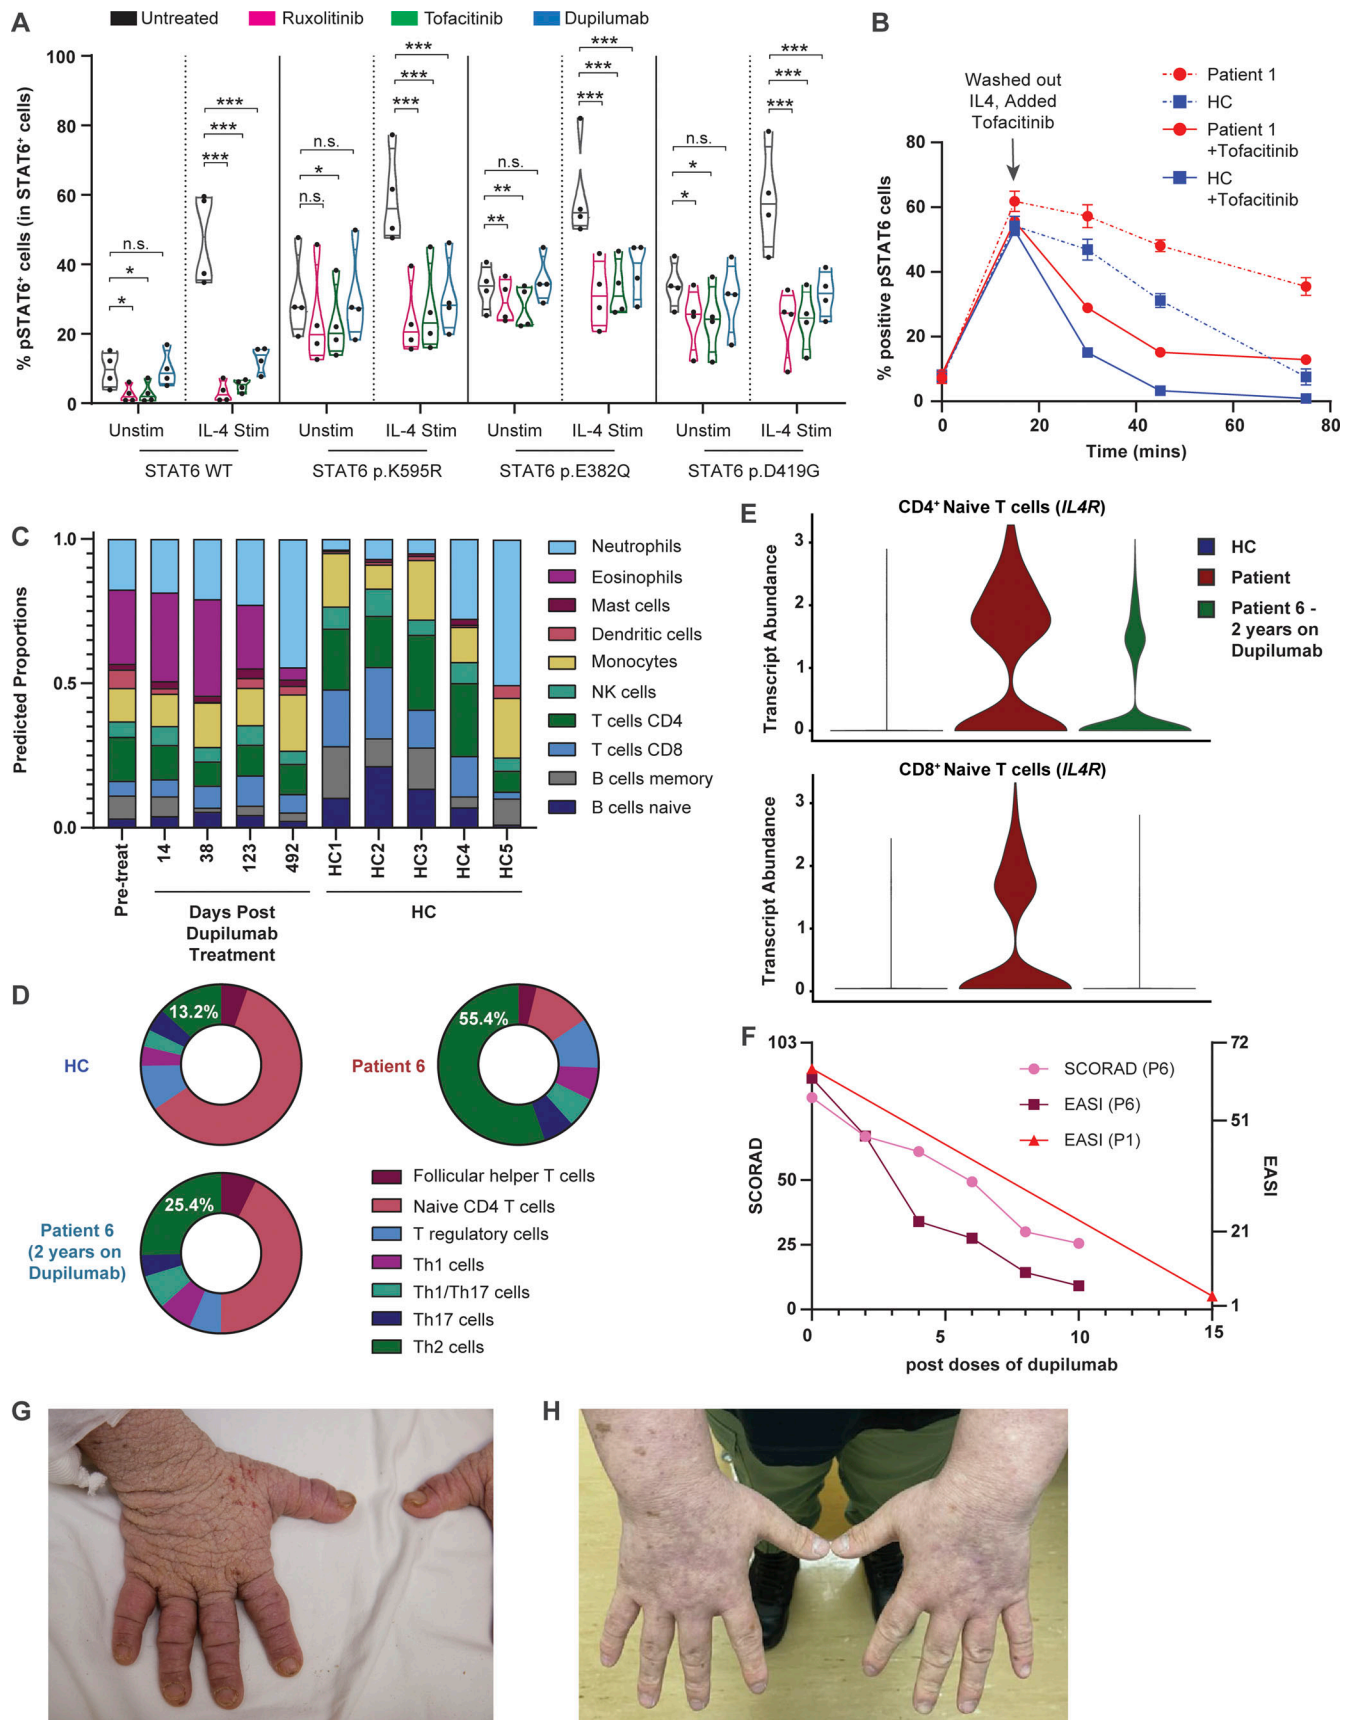 A
Untreated
Ruxolitinib
Tofacitinib
Dupilumab
% pSTAT6⁺ cells (in STAT6⁺ cells)
100
80
60
40
20
0
n.s.
*
*
***
***
***
n.s.
*
n.s.
***
***
***
n.s.
**
**
***
***
***
n.s.
*
*
***
***
***
Unstim
IL-4 Stim
Unstim
IL-4 Stim
Unstim
IL-4 Stim
Unstim
IL-4 Stim
STAT6 WT
STAT6 p.K595R
STAT6 p.E382Q
STAT6 p.D419G
B
Washed out
IL4, Added
Tofacitinib
Patient 1
HC
Patient 1
+Tofacitinib
HC
+Tofacitinib
% positive pSTAT6 cells
80
60
40
20
0
0
20
40
60
80
Time (mins)
C
Predicted Proportions
1.0
0.5
0.0
Pre-treat
14
38
123
492
HC1
HC2
HC3
HC4
HC5
Days Post
Dupilumab
Treatment
HC
Neutrophils
Eosinophils
Mast cells
Dendritic cells
Monocytes
NK cells
T cells CD4
T cells CD8
B cells memory
B cells naive
D
HC
13.2%
Patient 6
55.4%
Patient 6
(2 years on
Dupilumab)
25.4%
Follicular helper T cells
Naive CD4 T cells
T regulatory cells
Th1 cells
Th1/Th17 cells
Th17 cells
Th2 cells
E
CD4⁺ Naive T cells (IL4R)
Transcript Abundance
3
2
1
0
HC
Patient
Patient 6 -
2 years on
Dupilumab
CD8⁺ Naive T cells (IL4R)
Transcript Abundance
3
2
1
0
F
SCORAD
103
50
25
0
SCORAD (P6)
EASI (P6)
EASI (P1)
EASI
72
51
21
1
0
5
10
15
post doses of dupilumab
G
H